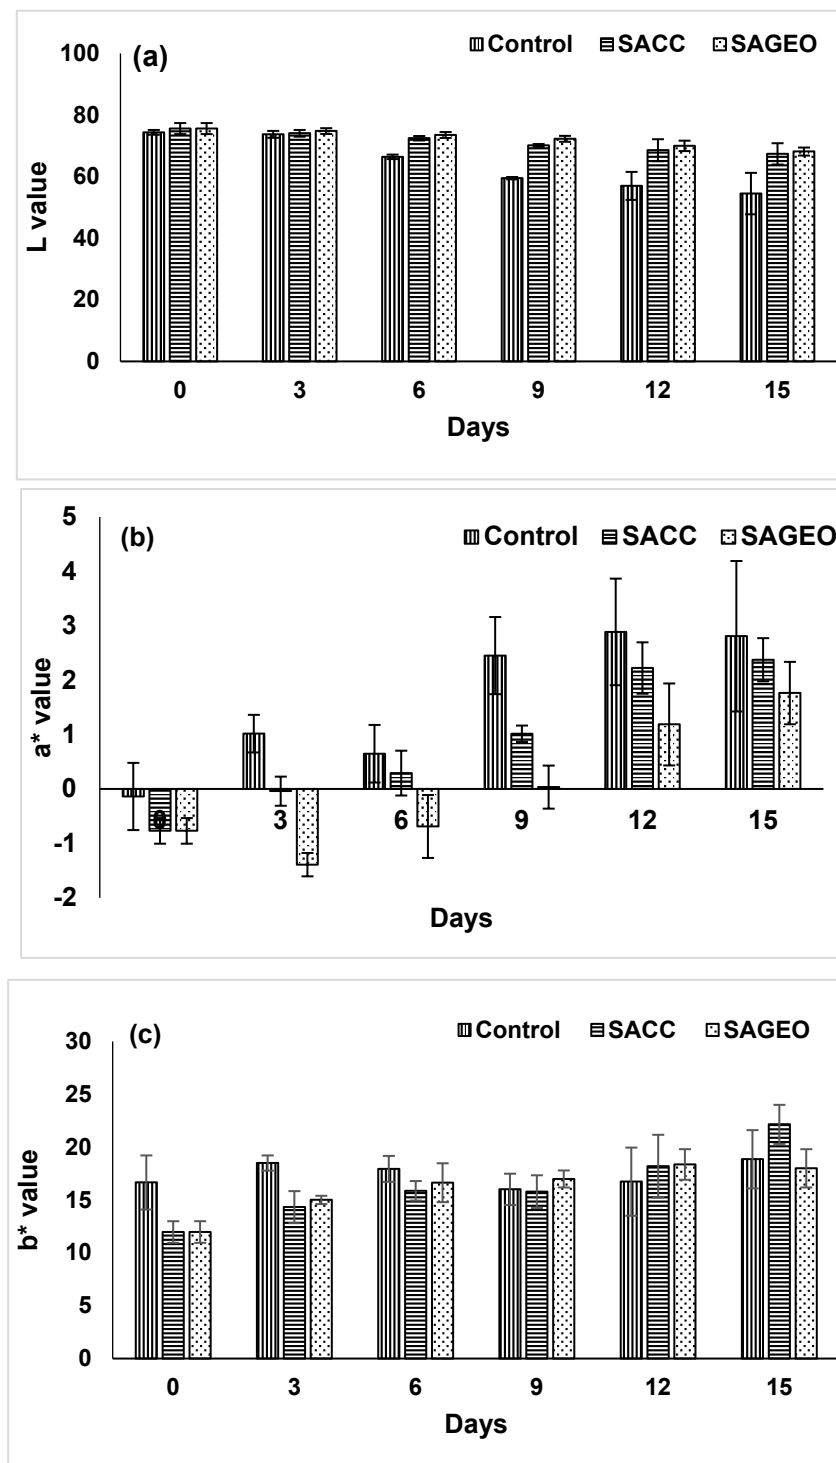 (a)
Control SACC SAGEO
100
80
60
40
20
0
L value
0 3 6 9 12 15
Days
(b)
Control SACC SAGEO
5
4
3
2
1
0
-1
-2
a* value
0 3 6 9 12 15
Days
(c)
Control SACC SAGEO
30
25
20
15
10
5
0
b* value
0 3 6 9 12 15
Days